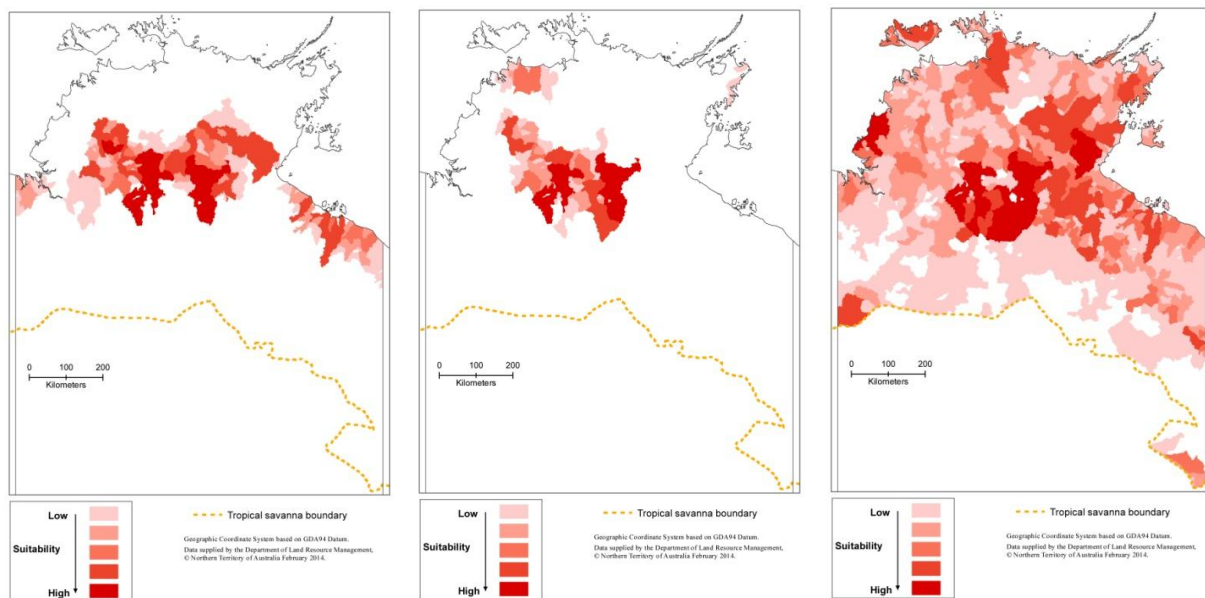 0 100 200
Kilometers
0 100 200
Kilometers
0 100 200
Kilometers
Low
Suitability
High
Tropical savanna boundary
Geographic Coordinate System based on GDA94 Datum.
Data supplied by the Department of Land Resource Management,
© Northern Territory of Australia February 2014.
Low
Suitability
High
Tropical savanna boundary
Geographic Coordinate System based on GDA94 Datum.
Data supplied by the Department of Land Resource Management,
© Northern Territory of Australia February 2014.
Low
Suitability
High
Tropical savanna boundary
Geographic Coordinate System based on GDA94 Datum.
Data supplied by the Department of Land Resource Management,
© Northern Territory of Australia February 2014.